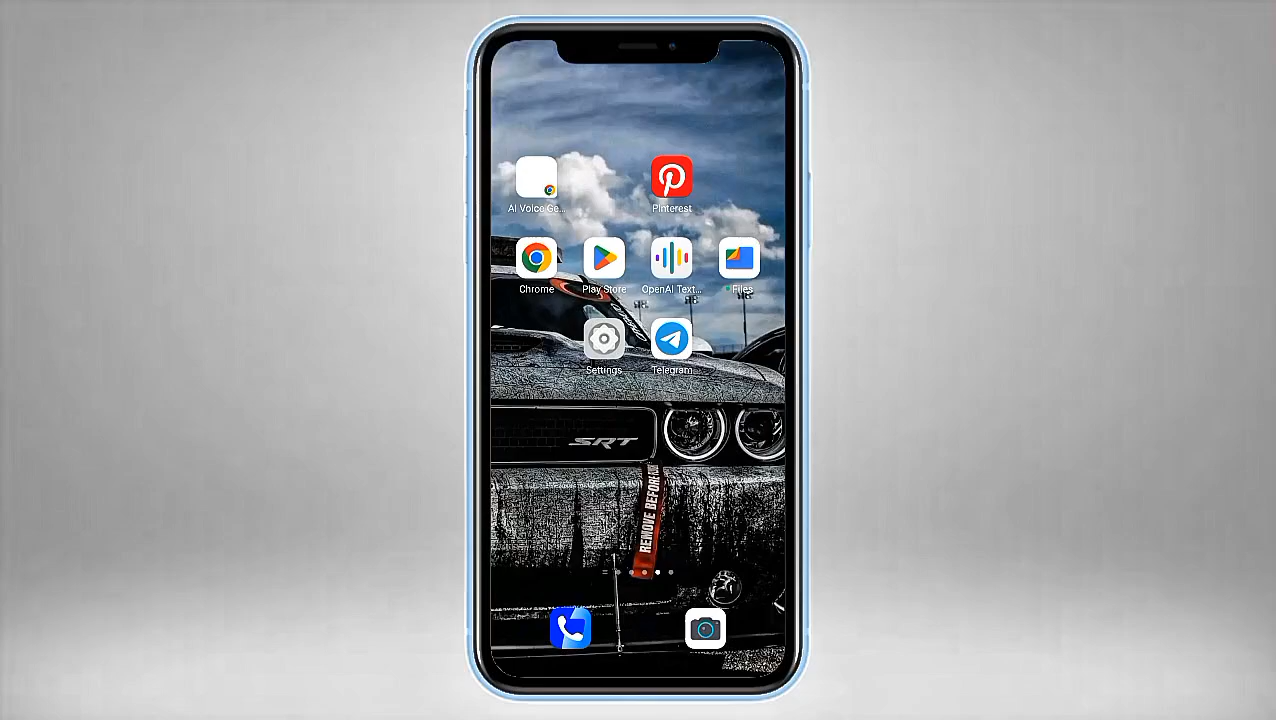 AI Voice Ge...
Pinterest
Chrome
Play Store
OpenAI Text...
Files
Settings
Telegram
SRT
REMOVE BEFORE